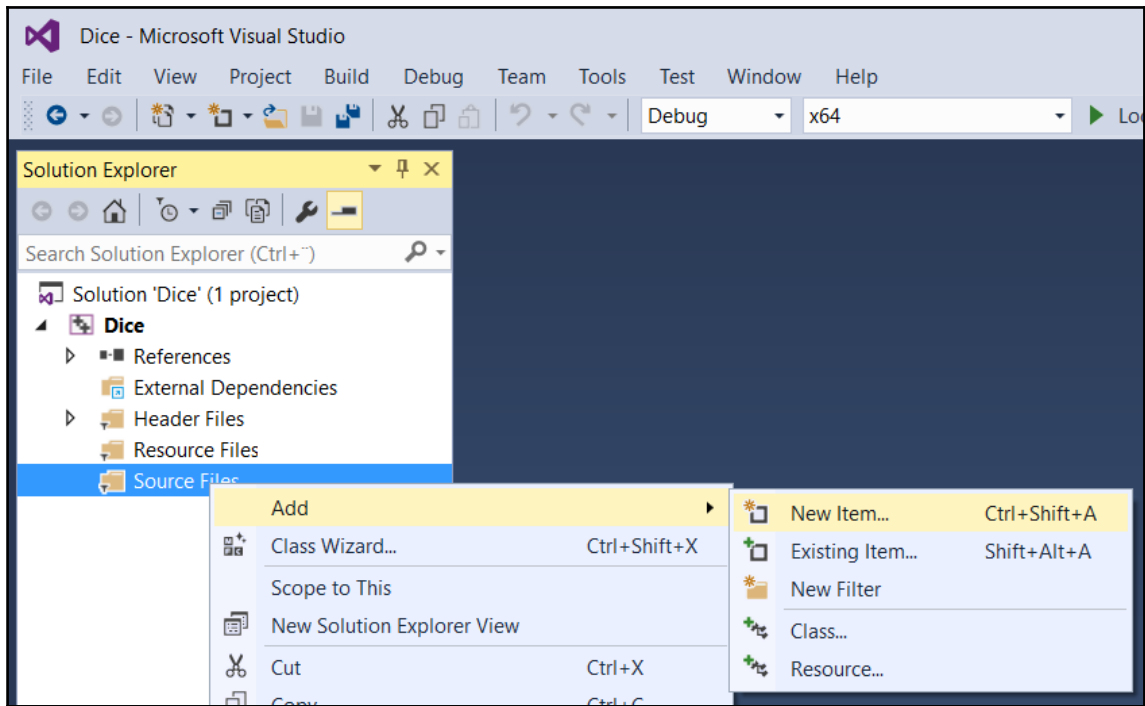 Dice - Microsoft Visual Studio
File Edit View Project Build Debug Team Tools Test Window Help
Debug x64
Solution Explorer
Search Solution Explorer (Ctrl+¨)
Solution 'Dice' (1 project)
Dice
References
External Dependencies
Header Files
Resource Files
Source Files
Add
Class Wizard... Ctrl+Shift+X
Scope to This
New Solution Explorer View
Cut Ctrl+X
Copy Ctrl+C
New Item... Ctrl+Shift+A
Existing Item... Shift+Alt+A
New Filter
Class...
Resource...